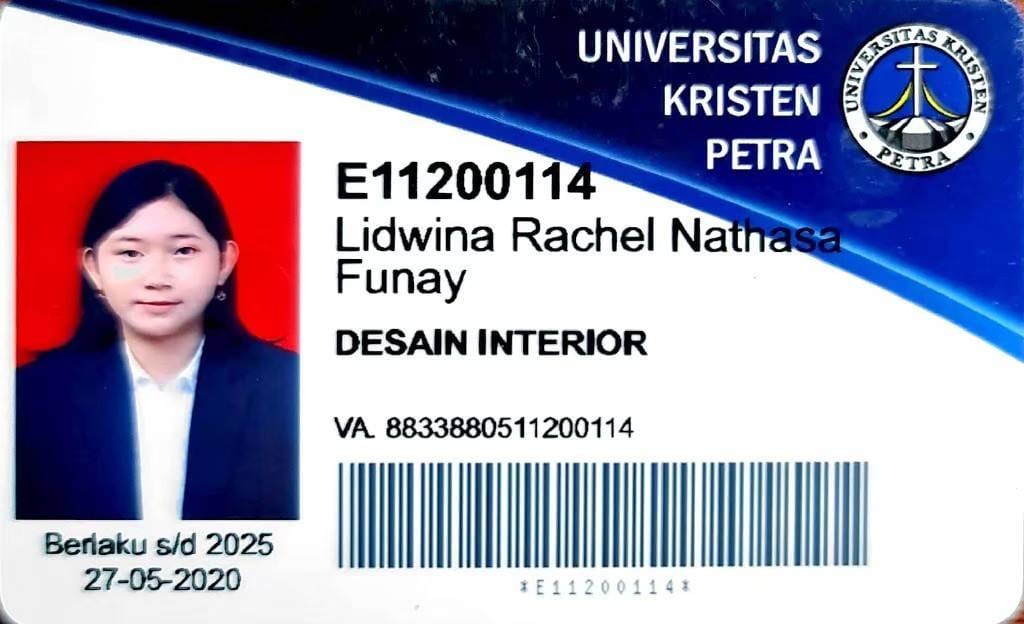 UNIVERSITAS
KRISTEN
PETRA
UNIVERSITAS KRISTEN
PETRA
E11200114
Lidwina Rachel Nathasa
Funay
DESAIN INTERIOR
VA. 8833880511200114
*E11200114*
Berlaku s/d 2025
27-05-2020